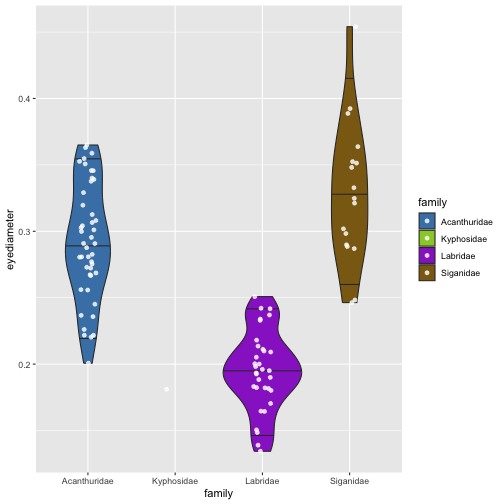 0.4
0.3
0.2
eyediameter
Acanthuridae
Kyphosidae
Labridae
Siganidae
family
family
Acanthuridae
Kyphosidae
Labridae
Siganidae